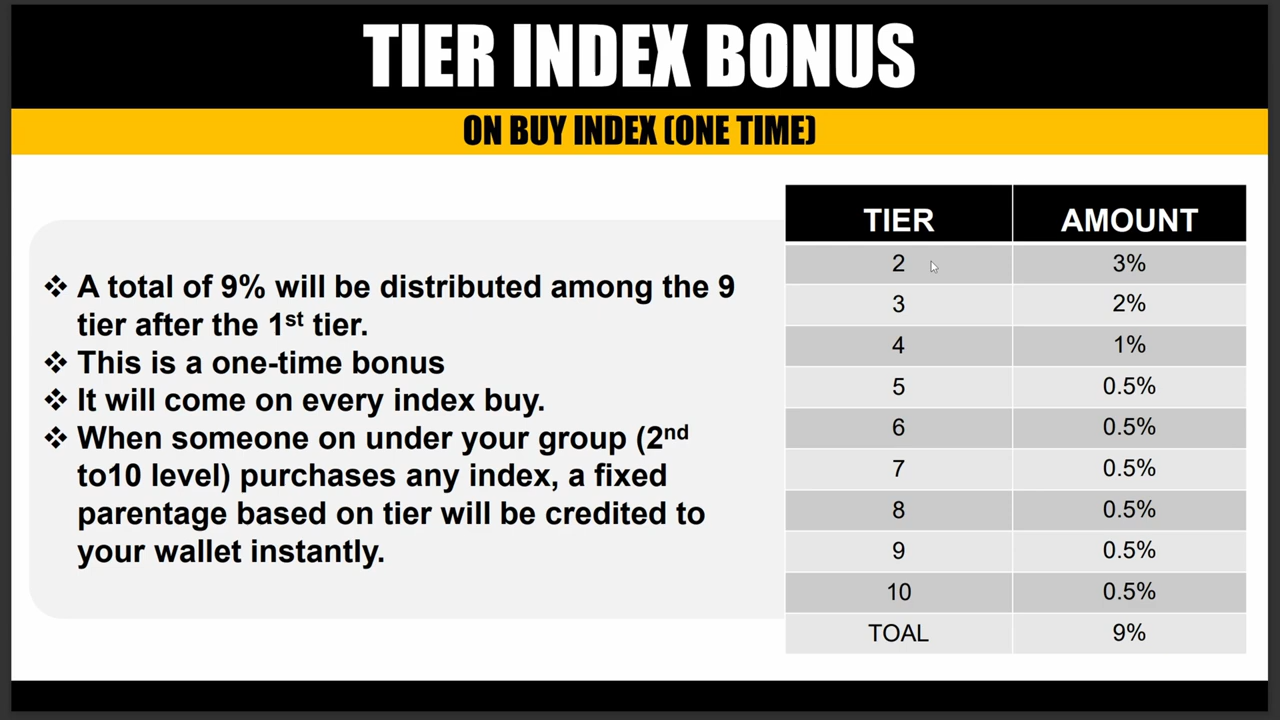 TIER INDEX BONUS
ON BUY INDEX (ONE TIME)
❖ A total of 9% will be distributed among the 9
tier after the 1st tier.
❖ This is a one-time bonus
❖ It will come on every index buy.
❖ When someone on under your group (2nd
to10 level) purchases any index, a fixed
parentage based on tier will be credited to
your wallet instantly.
TIER AMOUNT
2 3%
3 2%
4 1%
5 0.5%
6 0.5%
7 0.5%
8 0.5%
9 0.5%
10 0.5%
TOAL 9%